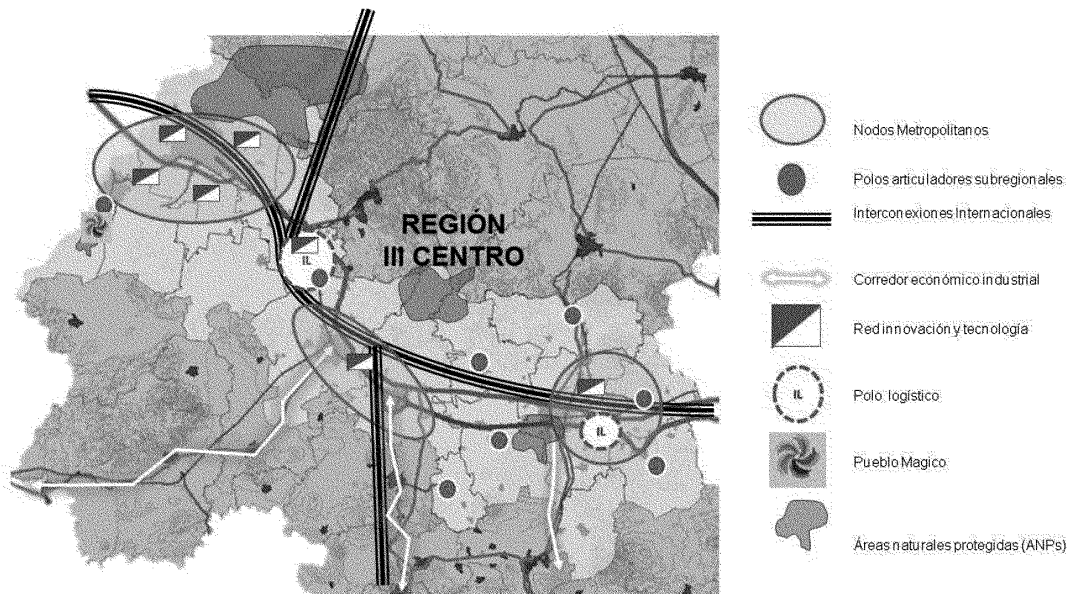 REGIÓN
III CENTRO
IL
IL
Nodos Metropolitanos
Polos articuladores subregionales
Interconexiones Internacionales
Corredor económico industrial
Red innovación y tecnología
IL
Polo logístico
Pueblo Magico
Áreas naturales protegidas (ANPs)